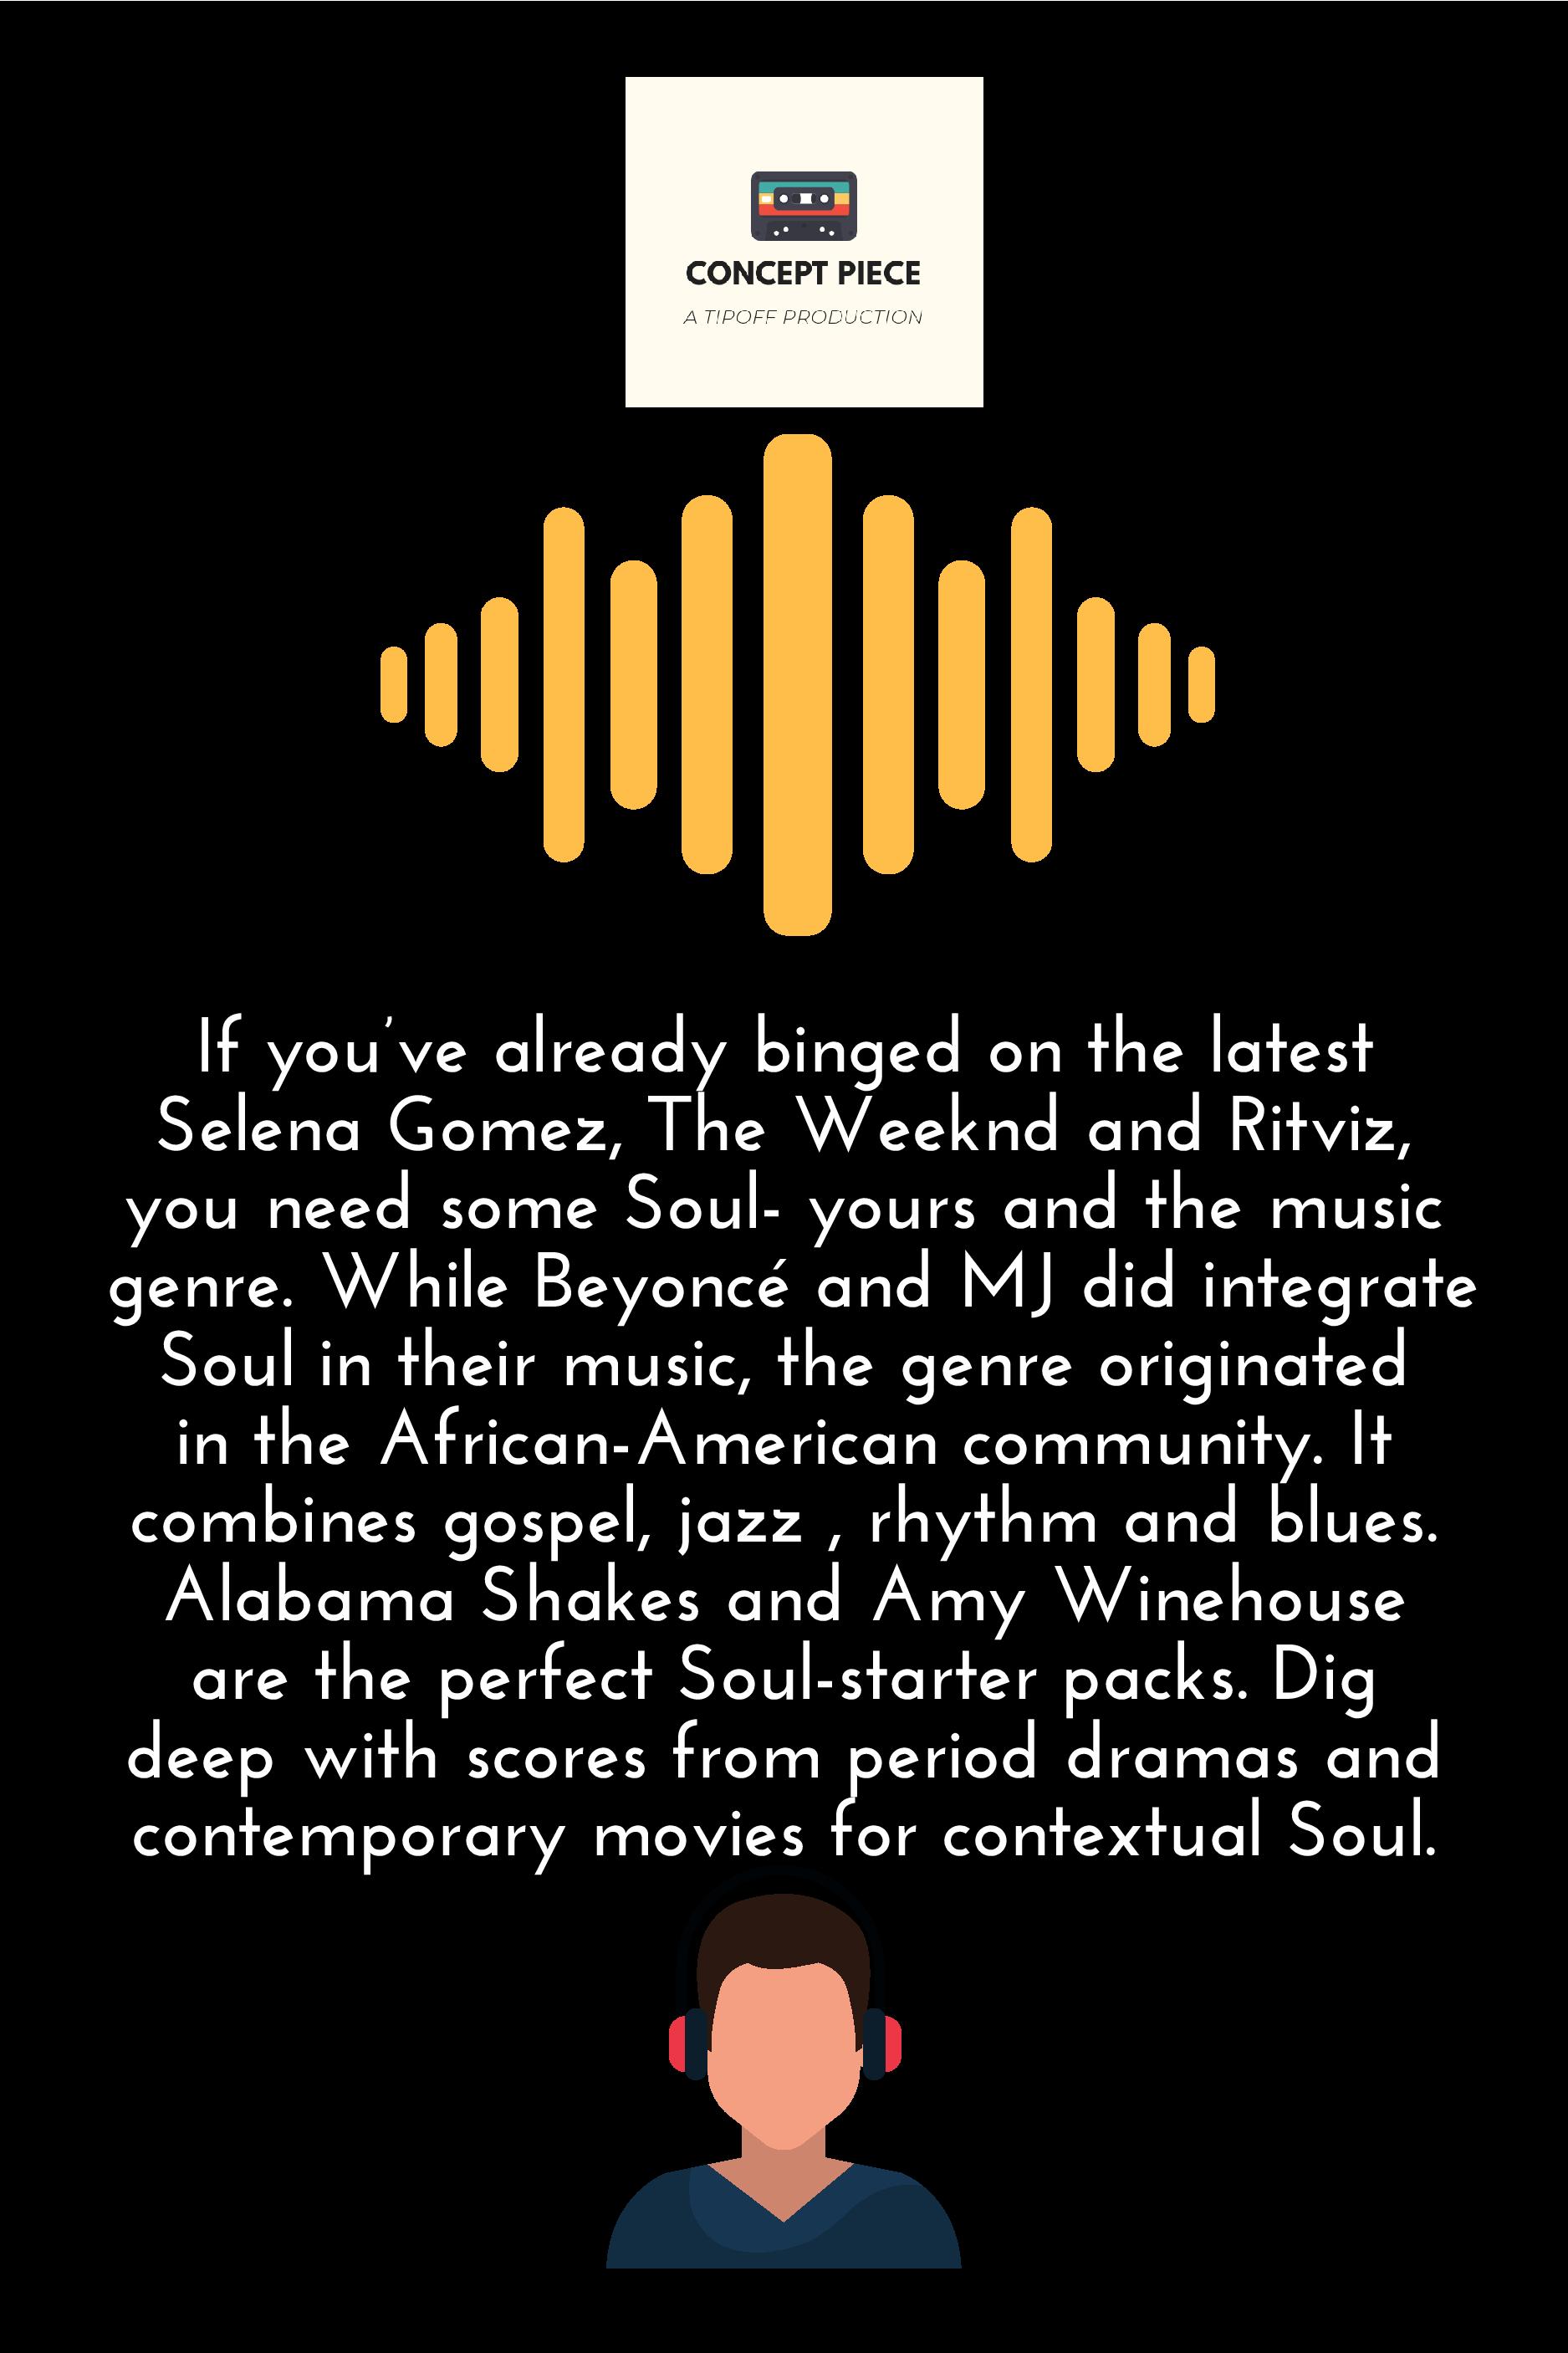 CONCEPT PIECE
A TIPOFF PRODUCTION
If you've already binged on the latest
Selena Gomez, The Weeknd and Ritviz,
you need some Soul- yours and the music
genre. While Beyoncé and MJ did integrate
Soul in their music, the genre originated
in the African-American community. It
combines gospel, jazz , rhythm and blues.
Alabama Shakes and Amy Winehouse
are the perfect Soul-starter packs. Dig
deep with scores from period dramas and
contemporary movies for contextual Soul.